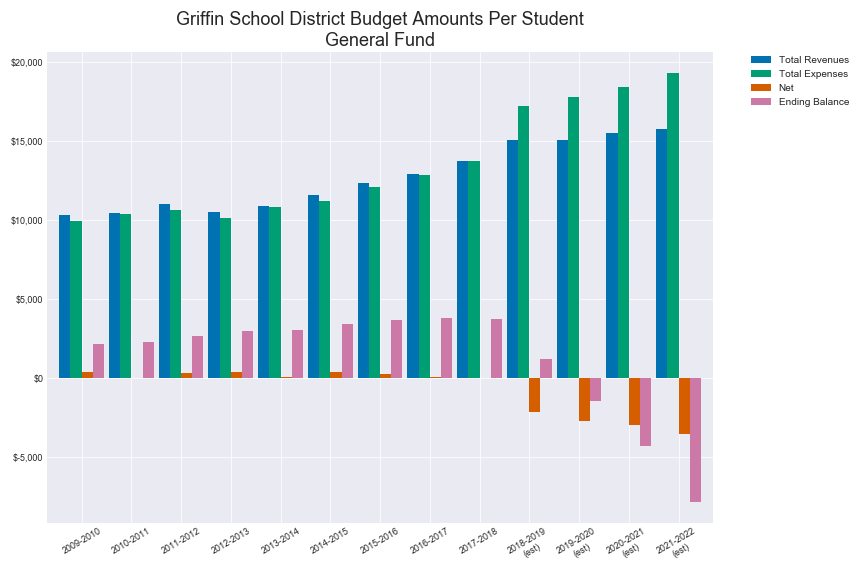 Griffin School District Budget Amounts Per Student
General Fund
Total Revenues
Total Expenses
Net
Ending Balance
$20,000
$15,000
$10,000
$5,000
$0
$-5,000
2009-2010
2010-2011
2011-2012
2012-2013
2013-2014
2014-2015
2015-2016
2016-2017
2017-2018
2018-2019
(est)
2019-2020
(est)
2020-2021
(est)
2021-2022
(est)